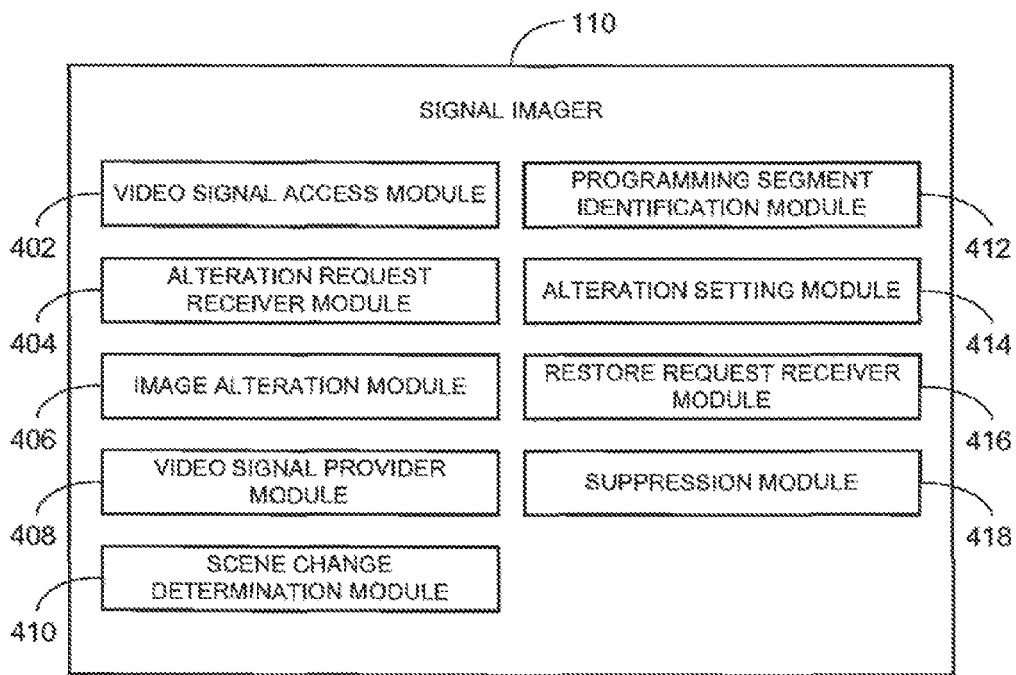 110
SIGNAL IMAGER
VIDEO SIGNAL ACCESS MODULE
402
ALTERATION REQUEST
RECEIVER MODULE
404
IMAGE ALTERATION MODULE
406
VIDEO SIGNAL PROVIDER
MODULE
408
SCENE CHANGE
DETERMINATION MODULE
410
PROGRAMMING SEGMENT
IDENTIFICATION MODULE
412
ALTERATION SETTING MODULE
414
RESTORE REQUEST RECEIVER
MODULE
416
SUPPRESSION MODULE
418